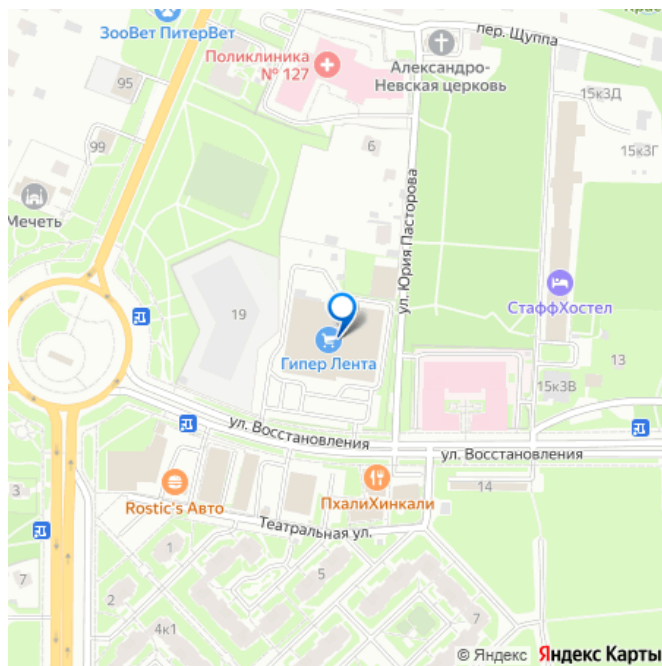 пер. Щуппа
ЗооВет ПитерВет
Поликлиника
№ 127
Александро-
Невская церковь
95
15к3Д
99
6
15к3Г
Мечеть
ул. Юрия Пасторова
СтаффХостел
19
Гипер Лента
13
15к3В
ул. Восстановления
ул. Восстановления
3
Rostic's Авто
ПхалиХинкали
14
Театральная ул.
1
5
7
2
4к1
7
© Яндекс Яндекс Карты